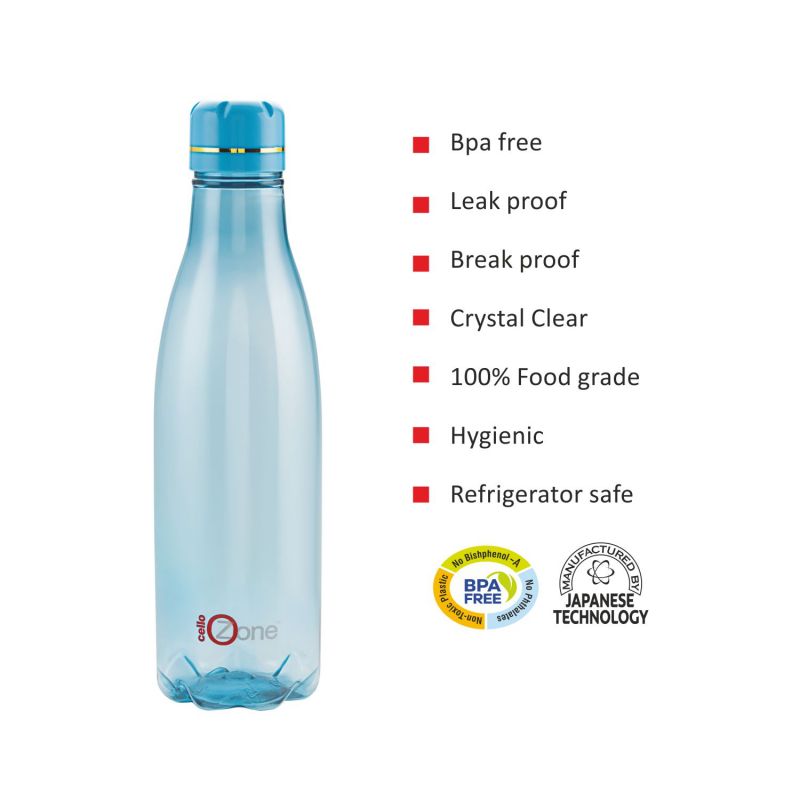 Bpa free
Leak proof
Break proof
Crystal Clear
100% Food grade
Hygienic
Refrigerator safe
cello
OZone™
No Bishphenol-A
BPA
FREE
Non-Toxic Plastic
No Phthalates
MANUFACTURED BY
JAPANESE
TECHNOLOGY